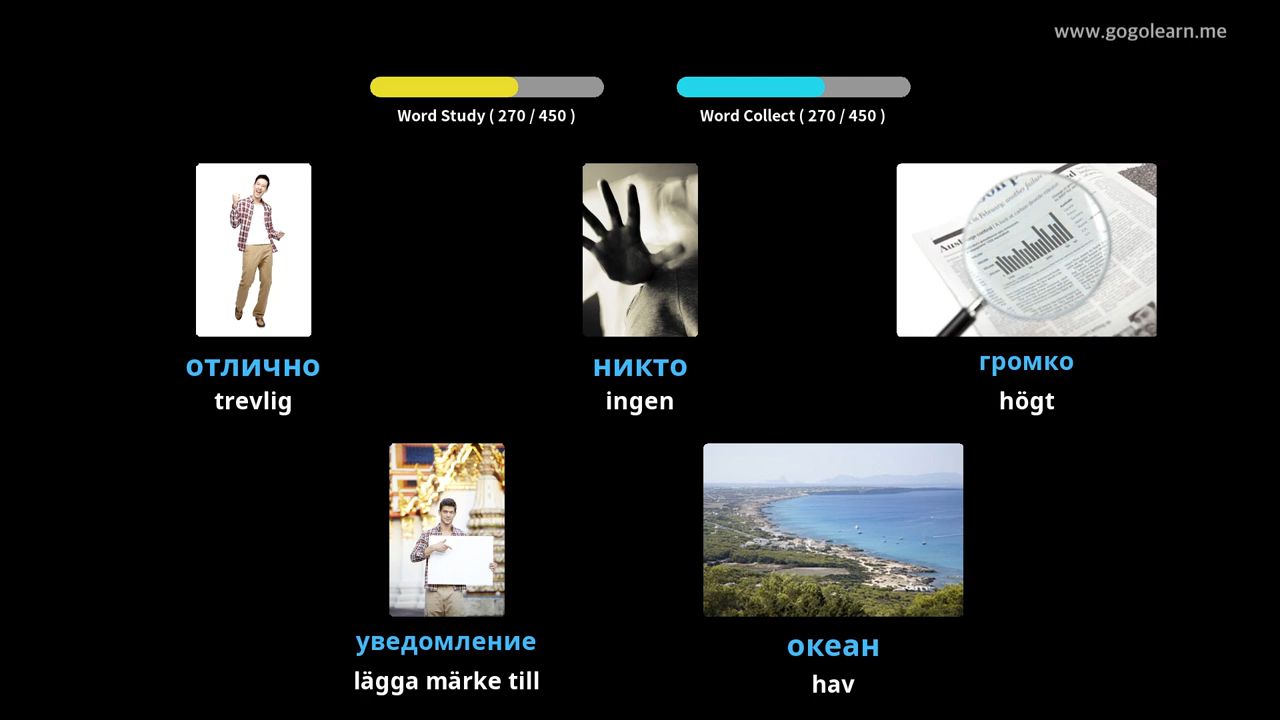 www.gogolearn.me
Word Study ( 270 / 450 )
Word Collect ( 270 / 450 )
отлично
trevlig
никто
ingen
громко
högt
уведомление
lägga märke till
океан
hav